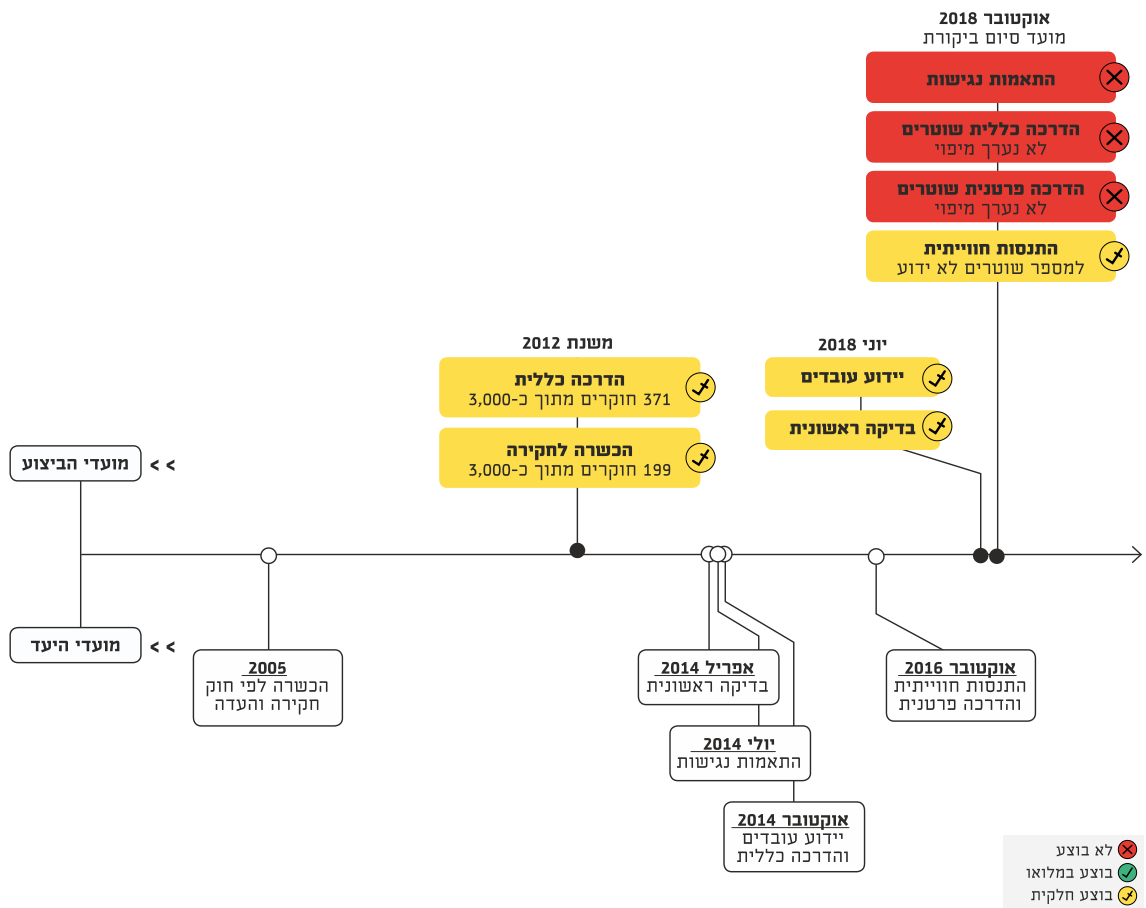 אוקטובר 2018
מועד סיום ביקורת
התאמות נגישות
הדרכה כללית שוטרים
לא נערך מיפוי
הדרכה פרטנית שוטרים
לא נערך מיפוי
התנסות חווייתית
למספר שוטרים לא ידוע
יוני 2018
יידוע עובדים
בדיקה ראשונית
משנת 2012
הדרכה כללית
371 חוקרים מתוך כ-3,000
הכשרה לחקירה
199 חוקרים מתוך כ-3,000
מועדי הביצוע >>
מועדי היעד >>
אוקטובר 2016
התנסות חווייתית
והדרכה פרטנית
אפריל 2014
בדיקה ראשונית
2005
הכשרה לפי חוק
חקירה והעדה
יולי 2014
התאמות נגישות
אוקטובר 2014
יידוע עובדים
והדרכה כללית
לא בוצע
בוצע במלואו
בוצע חלקית